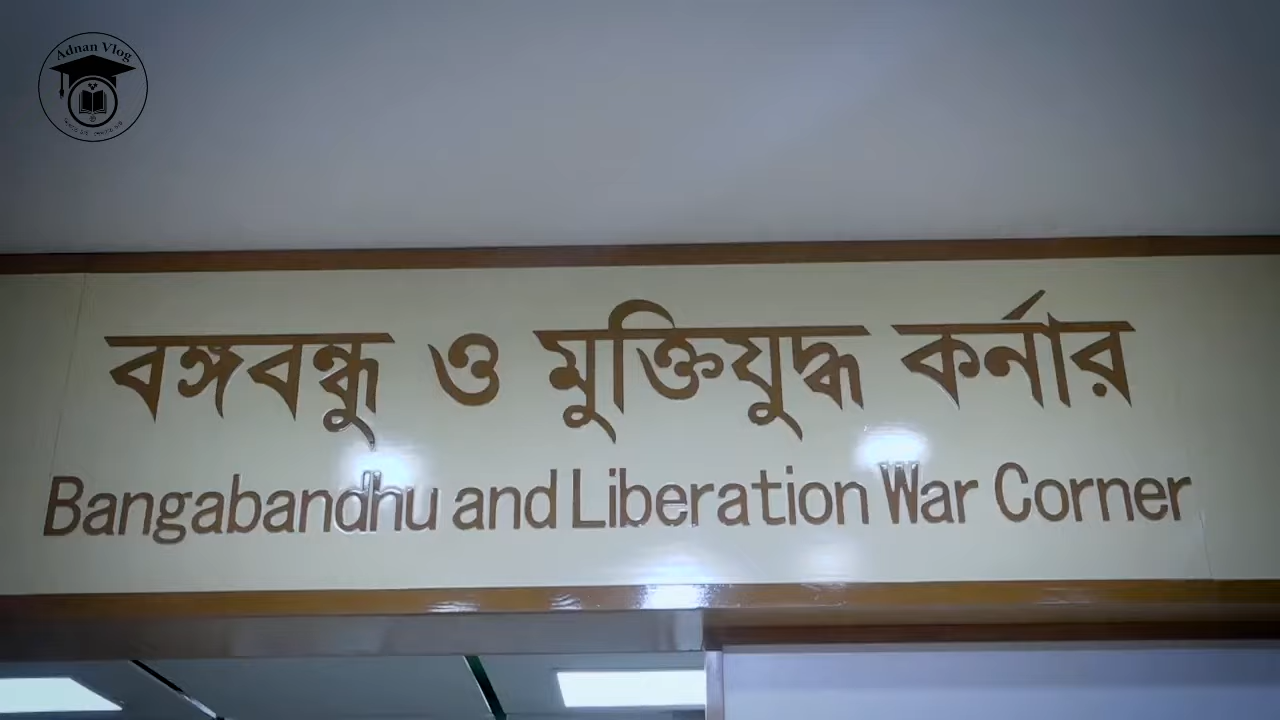 Adnan Vlog
বঙ্গবন্ধু ও মুক্তিযুদ্ধ কর্নার
Bangabandhu and Liberation War Corner